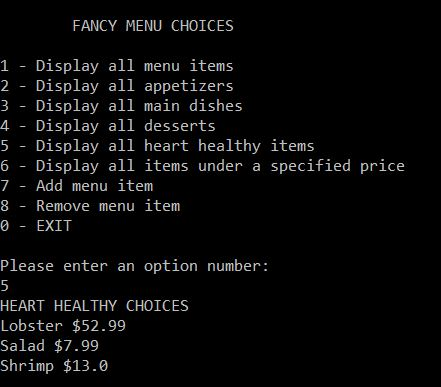 FANCY MENU CHOICES
1 - Display all menu items
2 - Display all appetizers
3 - Display all main dishes
4 - Display all desserts
5 - Display all heart healthy items
6 - Display all items under a specified price
7 - Add menu item
8 - Remove menu item
0 - EXIT
Please enter an option number:
5
HEART HEALTHY CHOICES
Lobster $52.99
Salad $7.99
Shrimp $13.0